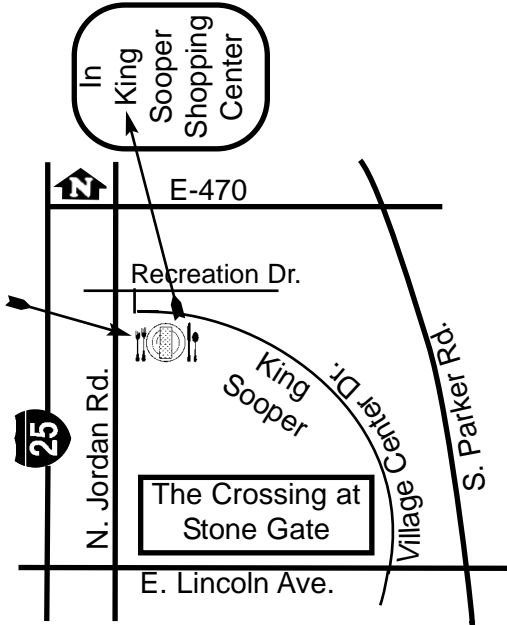 In
King
Sooper
Shopping
Center
N
E-470
Recreation Dr.
25
N. Jordan Rd.
King
Sooper
Village Center Dr.
S. Parker Rd.
The Crossing at
Stone Gate
E. Lincoln Ave.